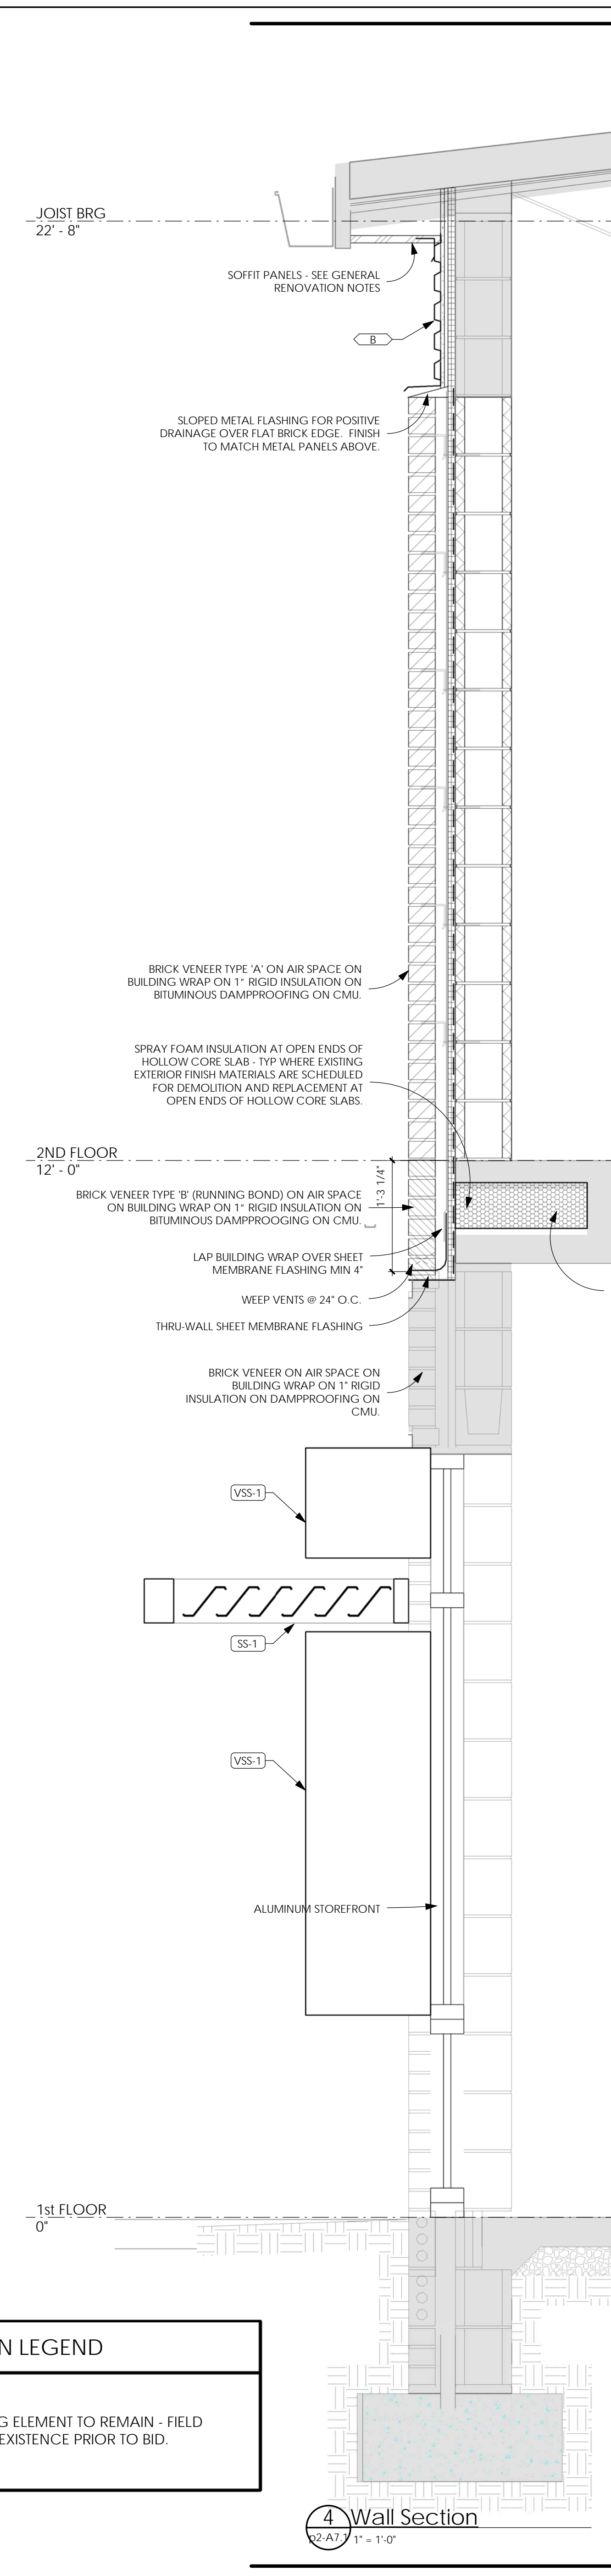 JOIST BRG
22' - 8"
SOFFIT PANELS - SEE GENERAL
RENOVATION NOTES
B
SLOPED METAL FLASHING FOR POSITIVE
DRAINAGE OVER FLAT BRICK EDGE.  FINISH
TO MATCH METAL PANELS ABOVE.
BRICK VENEER TYPE 'A' ON AIR SPACE ON
BUILDING WRAP ON 1" RIGID INSULATION ON
BITUMINOUS DAMPPROOFING ON CMU.
SPRAY FOAM INSULATION AT OPEN ENDS OF
HOLLOW CORE SLAB - TYP WHERE EXISTING
EXTERIOR FINISH MATERIALS ARE SCHEDULED
FOR DEMOLITION AND REPLACEMENT AT
OPEN ENDS OF HOLLOW CORE SLABS.
2ND FLOOR
12' - 0"
1'-3 1/4"
BRICK VENEER TYPE 'B' (RUNNING BOND) ON AIR SPACE
ON BUILDING WRAP ON 1" RIGID INSULATION ON
BITUMINOUS DAMPPROOGING ON CMU.
LAP BUILDING WRAP OVER SHEET
MEMBRANE FLASHING MIN 4"
WEEP VENTS @ 24" O.C.
THRU-WALL SHEET MEMBRANE FLASHING
BRICK VENEER ON AIR SPACE ON
BUILDING WRAP ON 1" RIGID
INSULATION ON DAMPPROOFING ON
CMU.
VSS-1
SS-1
VSS-1
ALUMINUM STOREFRONT
1st FLOOR
0"
N LEGEND
G ELEMENT TO REMAIN - FIELD
EXISTENCE PRIOR TO BID.
4
Wall Section
p2-A7.1
1" = 1'-0"